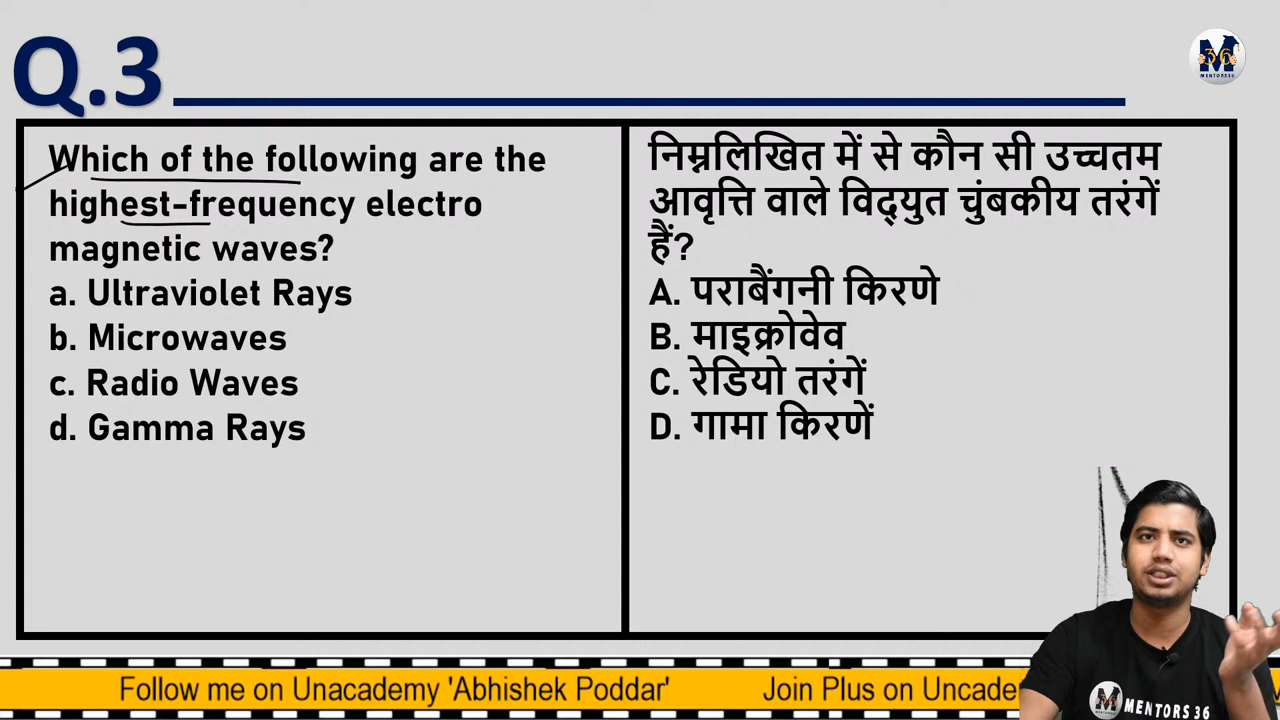 Q.3
36
MENTORS36
Which of the following are the
highest-frequency electro
magnetic waves?
a. Ultraviolet Rays
b. Microwaves
c. Radio Waves
d. Gamma Rays
निम्नलिखित में से कौन सी उच्चतम
आवृत्ति वाले विद्युत चुंबकीय तरंगें
हैं?
A. पराबैंगनी किरणे
B. माइक्रोवेव
C. रेडियो तरंगें
D. गामा किरणें
MENTORS 36
Follow me on Unacademy 'Abhishek Poddar' Join Plus on Uncade